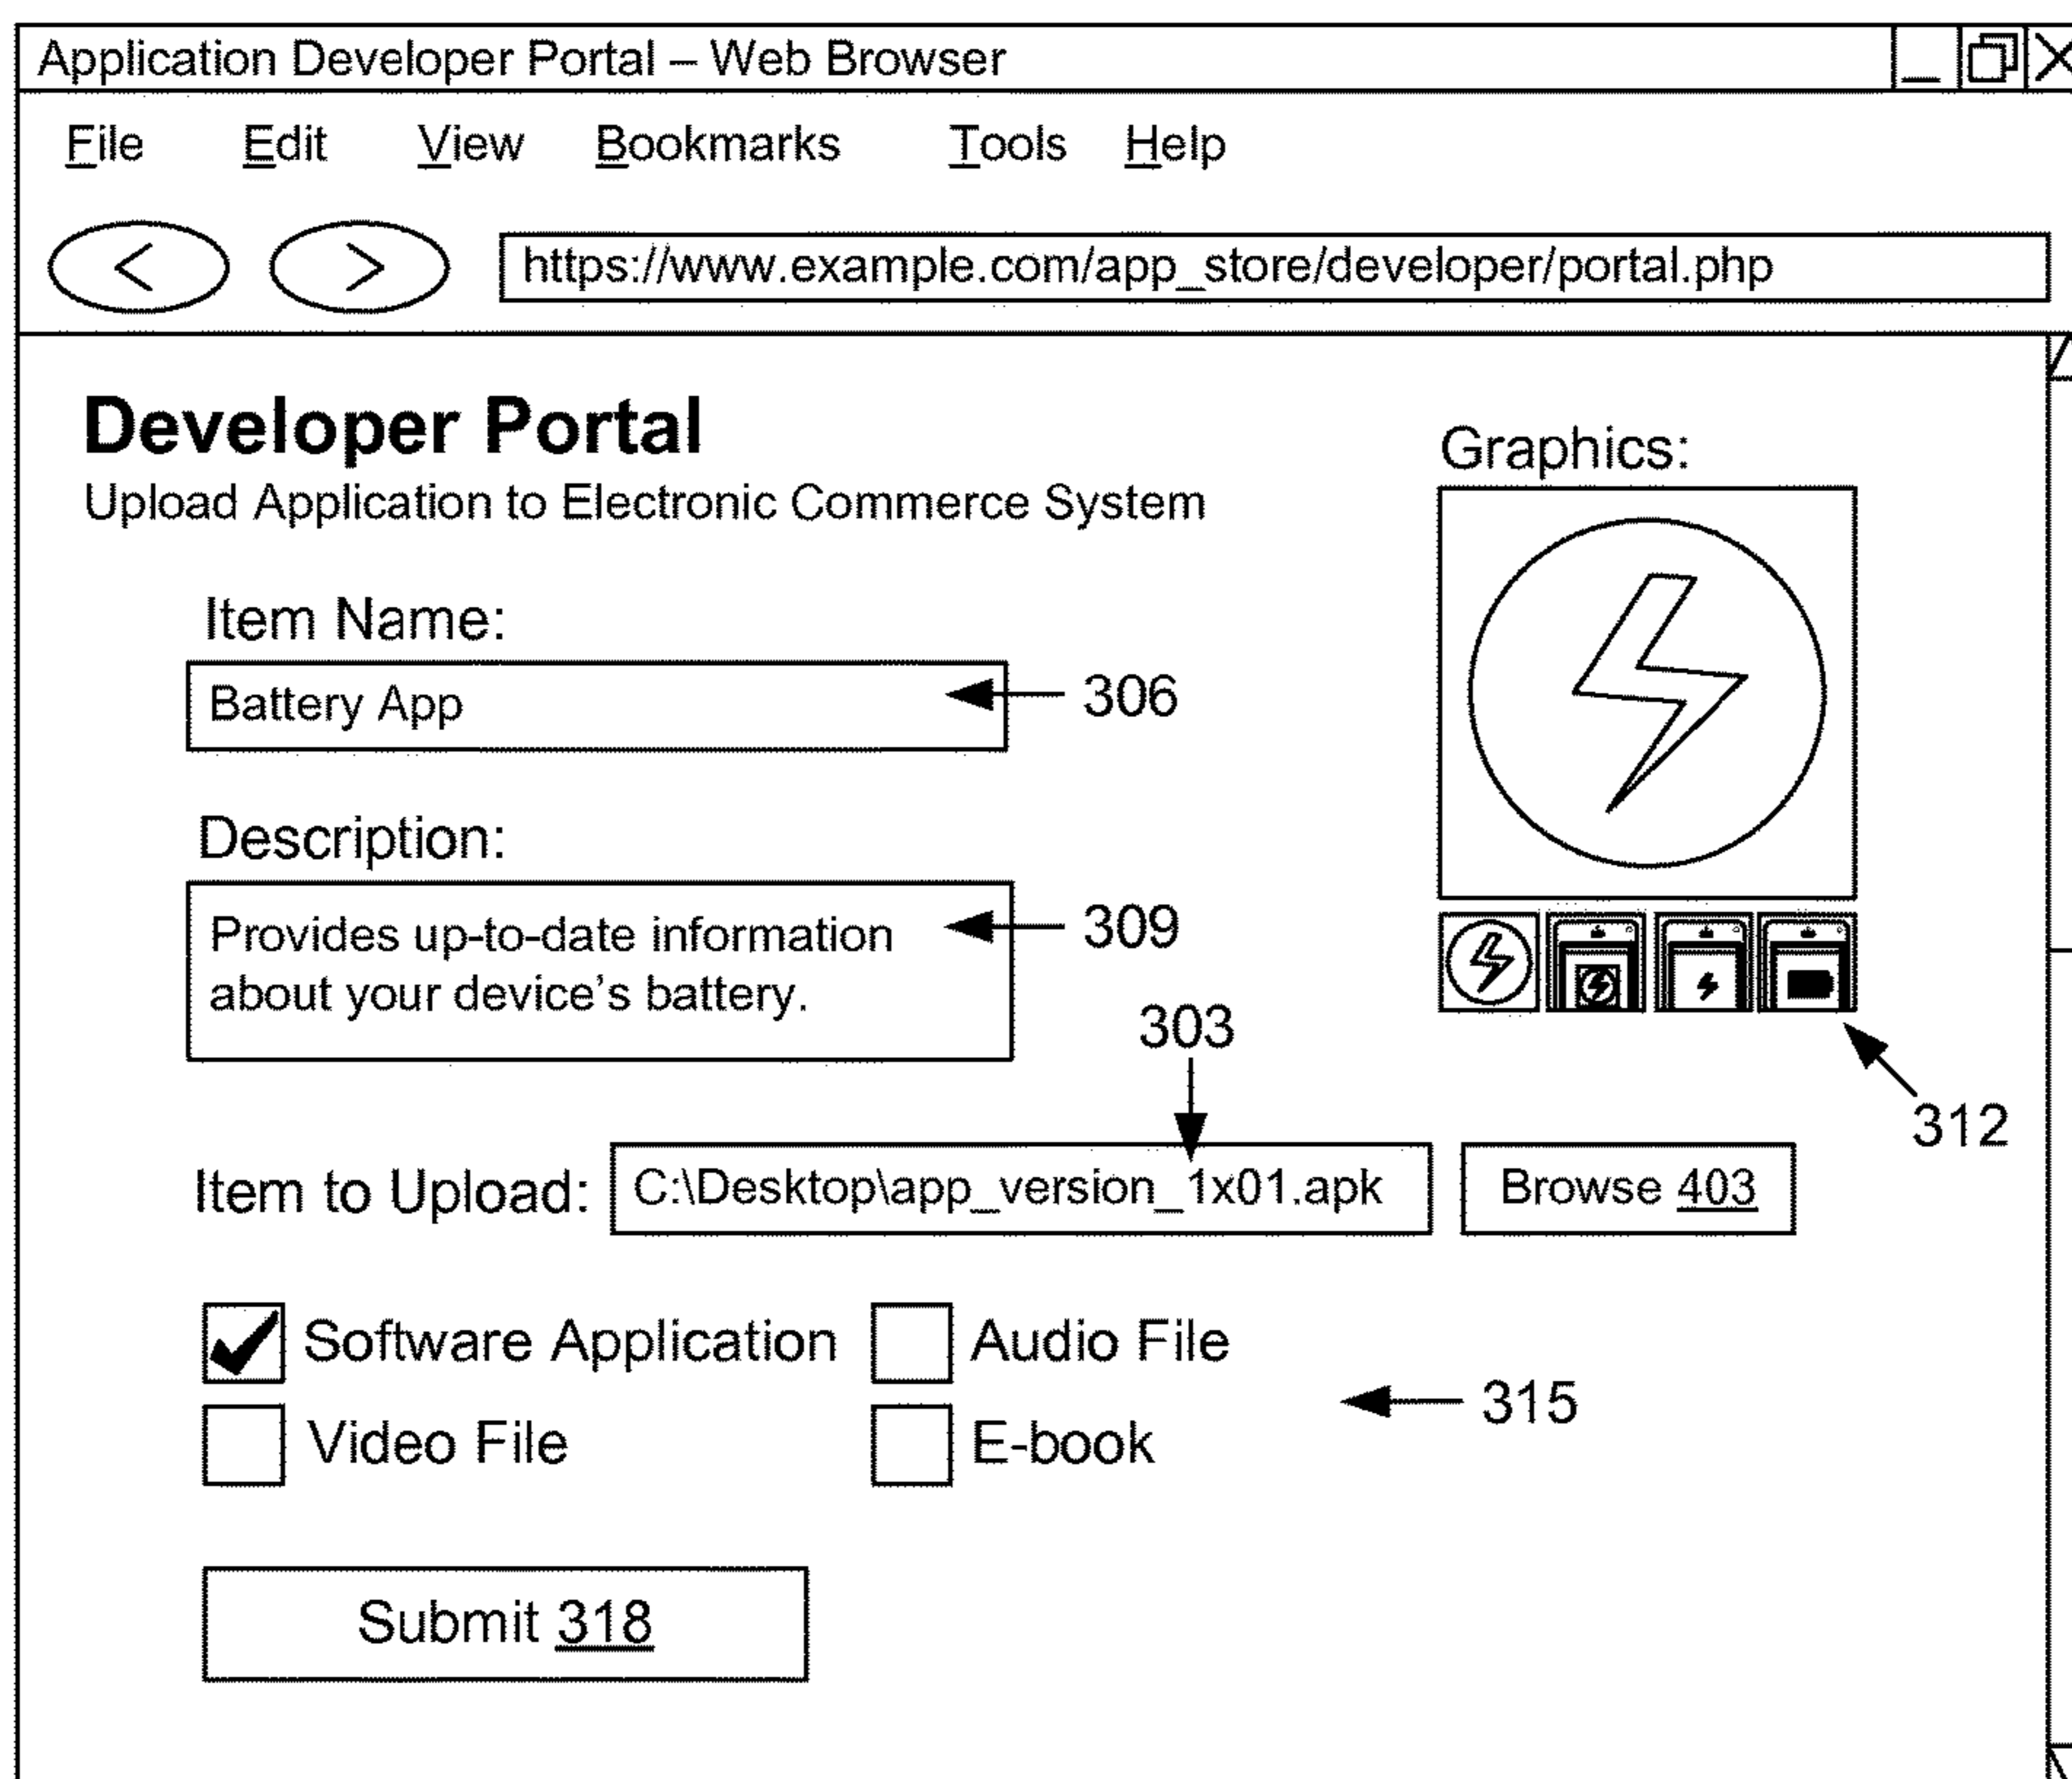 Application Developer Portal – Web Browser
File Edit View Bookmarks Tools Help
< > https://www.example.com/app_store/developer/portal.php
Developer Portal
Upload Application to Electronic Commerce System
Graphics:
Item Name:
Battery App
306
Description:
Provides up-to-date information
about your device's battery.
309
303
312
Item to Upload: C:\Desktop\app_version_1x01.apk Browse 403
Software Application Audio File
Video File E-book
315
Submit 318